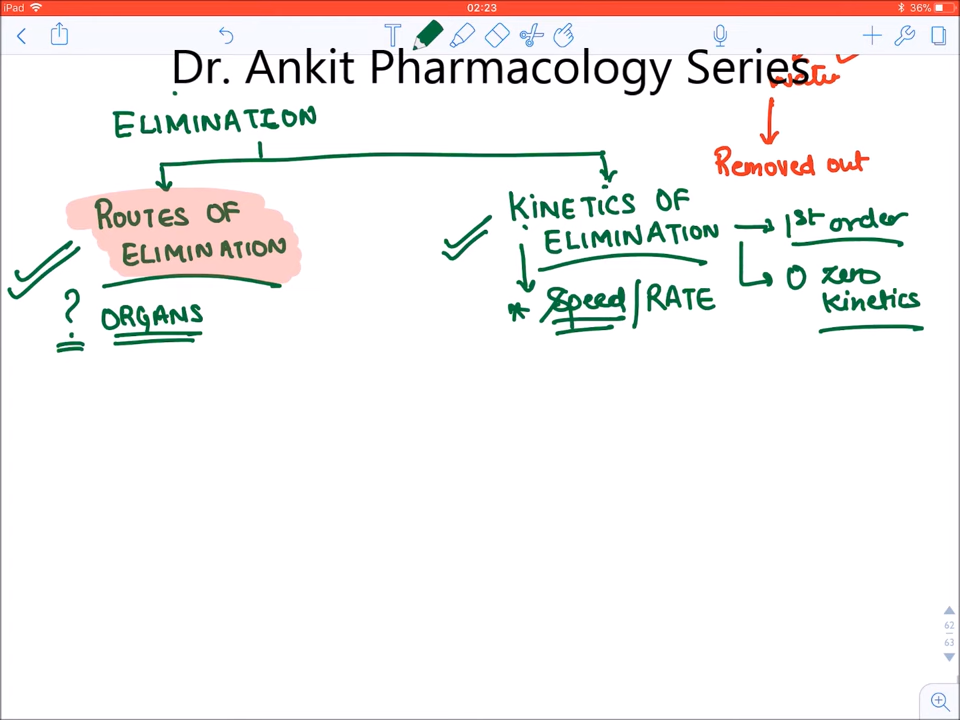 iPad
02:23
36%
Dr. Ankit Pharmacology Series
Removed out
ELIMINATION
ROUTES OF
ELIMINATION
? ORGANS
KINETICS OF
ELIMINATION
* Speed/RATE
1st order
0 zero
kinetics
62
63